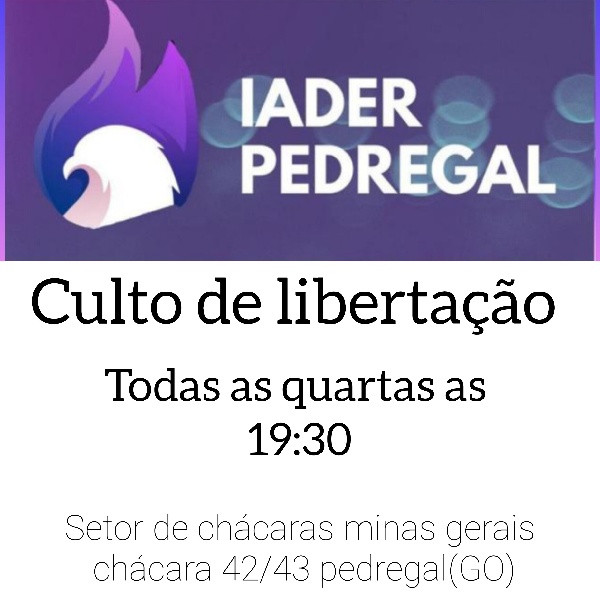 IADER
PEDREGAL
Culto de libertação
Todas as quartas as
19:30
Setor de chácaras minas gerais
chácara 42/43 pedregal(GO)